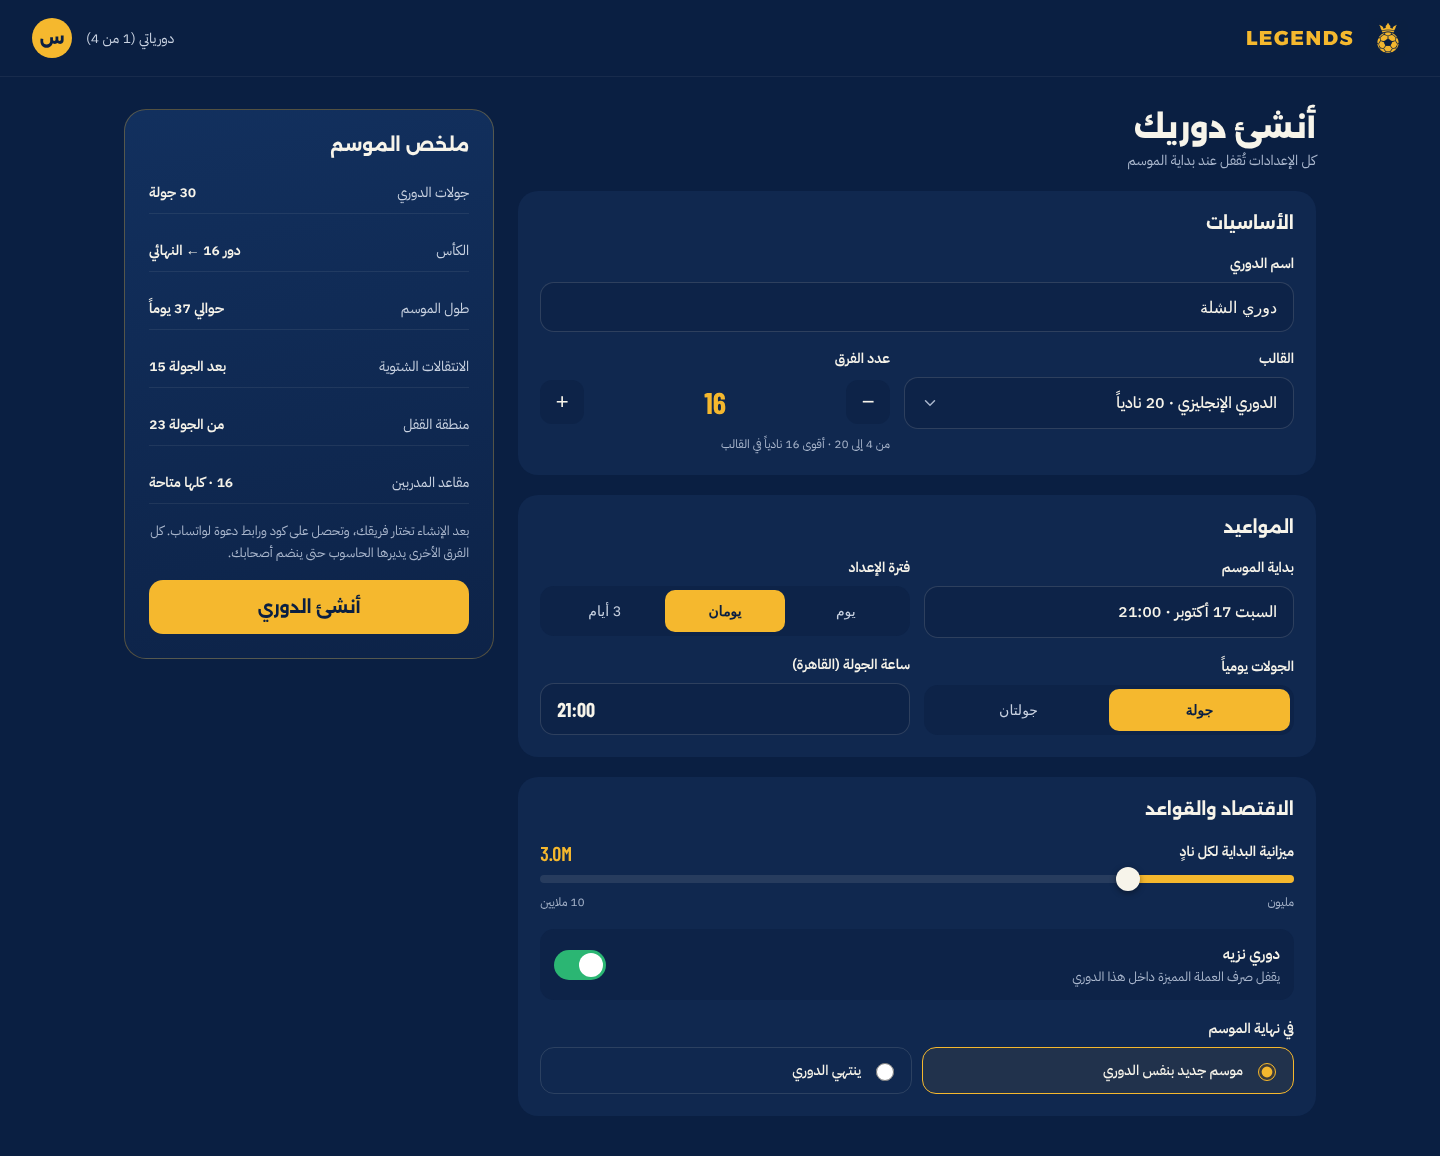 LEGENDS
دورياتي (1 من 4)
س
أنشئ دوريك
كل الإعدادات تُقفل عند بداية الموسم
الأساسيات
اسم الدوري
دوري الشلة
القالب
الدوري الإنجليزي · 20 نادياً
عدد الفرق
−
16
+
من 4 إلى 20 · أقوى 16 نادياً في القالب
المواعيد
بداية الموسم
السبت 17 أكتوبر · 21:00
فترة الإعداد
يوم
يومان
3 أيام
الجولات يومياً
جولة
جولتان
ساعة الجولة (القاهرة)
21:00
الاقتصاد والقواعد
ميزانية البداية لكل نادٍ
3.0M
مليون
10 ملايين
دوري نزيه
يقفل صرف العملة المميزة داخل هذا الدوري
في نهاية الموسم
موسم جديد بنفس الدوري
ينتهي الدوري
ملخص الموسم
جولات الدوري
30 جولة
الكأس
دور 16 ← النهائي
طول الموسم
حوالي 37 يوماً
الانتقالات الشتوية
بعد الجولة 15
منطقة القفل
من الجولة 23
مقاعد المدربين
16 · كلها متاحة
بعد الإنشاء تختار فريقك، وتحصل على كود ورابط دعوة لواتساب. كل
الفرق الأخرى يديرها الحاسوب حتى ينضم أصحابك.
أنشئ الدوري